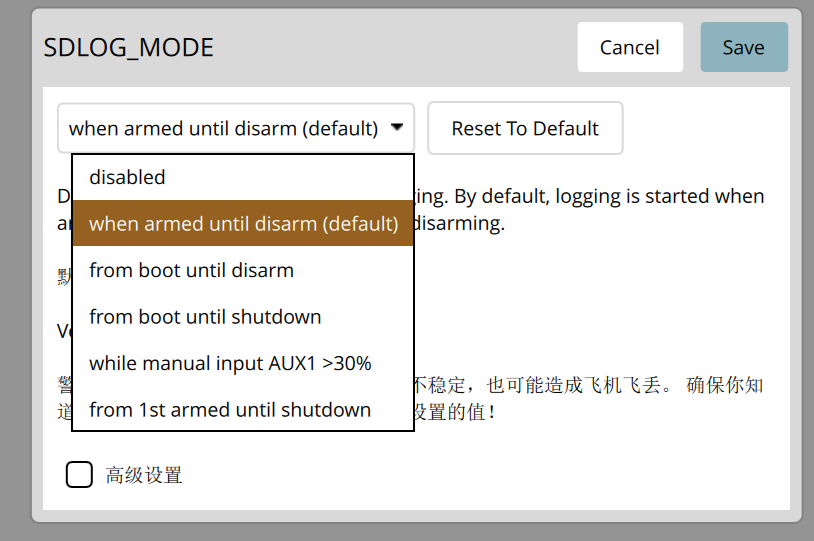 SDLOG_MODE
Cancel
Save
when armed until disarm (default)
Reset To Default
disabled
when armed until disarm (default)
from boot until disarm
from boot until shutdown
while manual input AUX1 >30%
from 1st armed until shutdown
By default, logging is started when
disarming.
不稳定，也可能造成飞机飞丢。 确保你知
设置的值！
高级设置